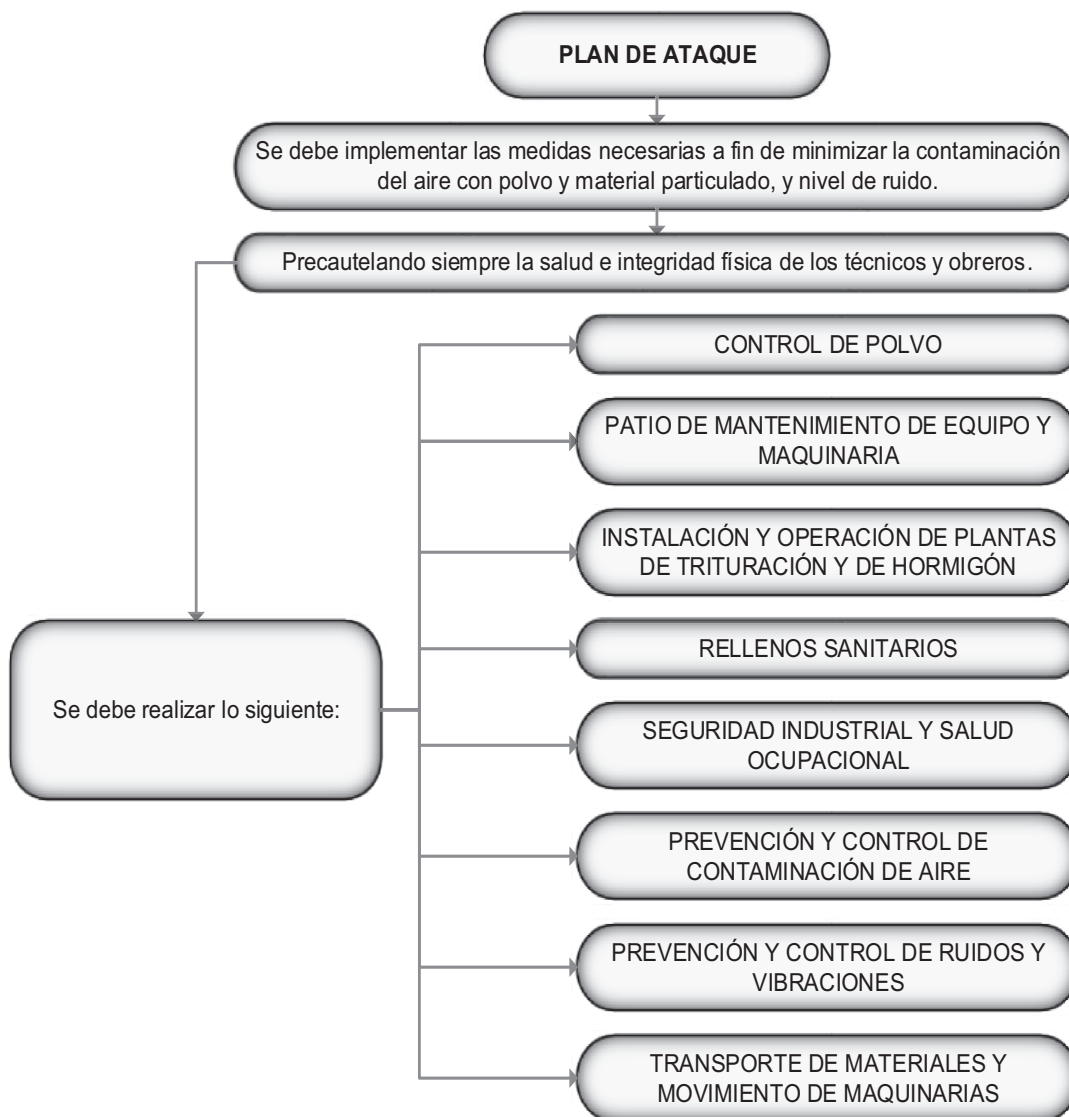 PLAN DE ATAQUE
Se debe implementar las medidas necesarias a fin de minimizar la contaminación
del aire con polvo y material particulado, y nivel de ruido.
Precautelando siempre la salud e integridad física de los técnicos y obreros.
CONTROL DE POLVO
PATIO DE MANTENIMIENTO DE EQUIPO Y
MAQUINARIA
INSTALACIÓN Y OPERACIÓN DE PLANTAS
DE TRITURACIÓN Y DE HORMIGÓN
RELLENOS SANITARIOS
Se debe realizar lo siguiente:
SEGURIDAD INDUSTRIAL Y SALUD
OCUPACIONAL
PREVENCIÓN Y CONTROL DE
CONTAMINACIÓN DE AIRE
PREVENCIÓN Y CONTROL DE RUIDOS Y
VIBRACIONES
TRANSPORTE DE MATERIALES Y
MOVIMIENTO DE MAQUINARIAS